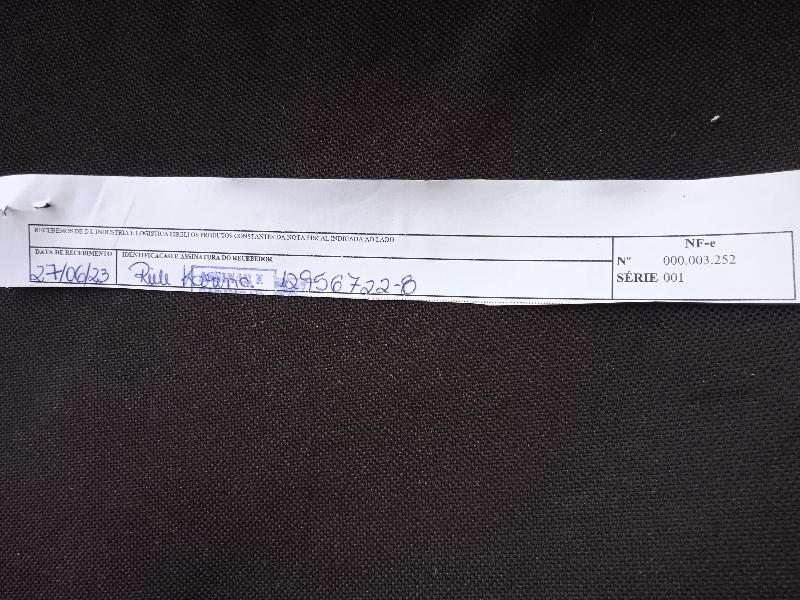 RECEBEMOS DE D L INDUSTRIA E LOGISTICA EIRELI OS PRODUTOS CONSTANTES DA NOTA FISCAL INDICADA AO LADO
DATA DE RECEBIMENTO
27/06/23
IDENTIFICAÇÃO E ASSINATURA DO RECEBEDOR
12956722-8
NF-e
Nº 000.003.252
SÉRIE 001